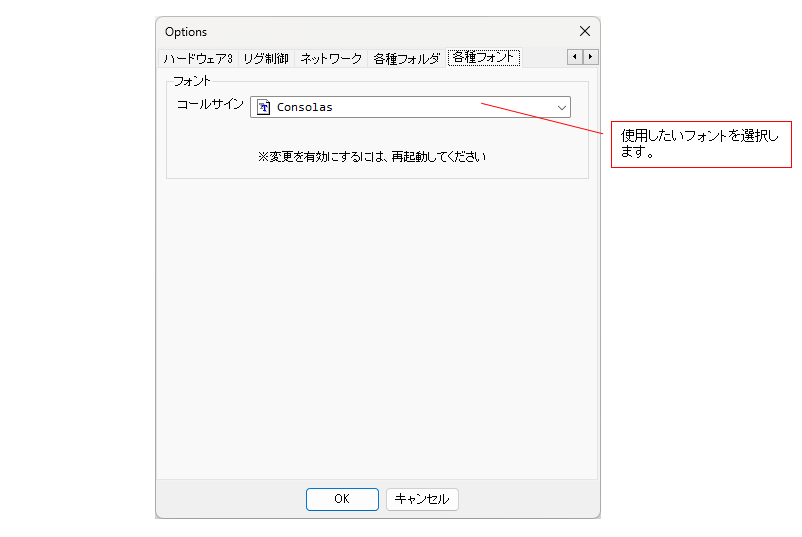 Options
ハードウェア3 リグ制御 ネットワーク 各種フォルダ 各種フォント
フォント
コールサイン Consolas
※変更を有効にするには、再起動してください
使用したいフォントを選択し
ます。
OK キャンセル